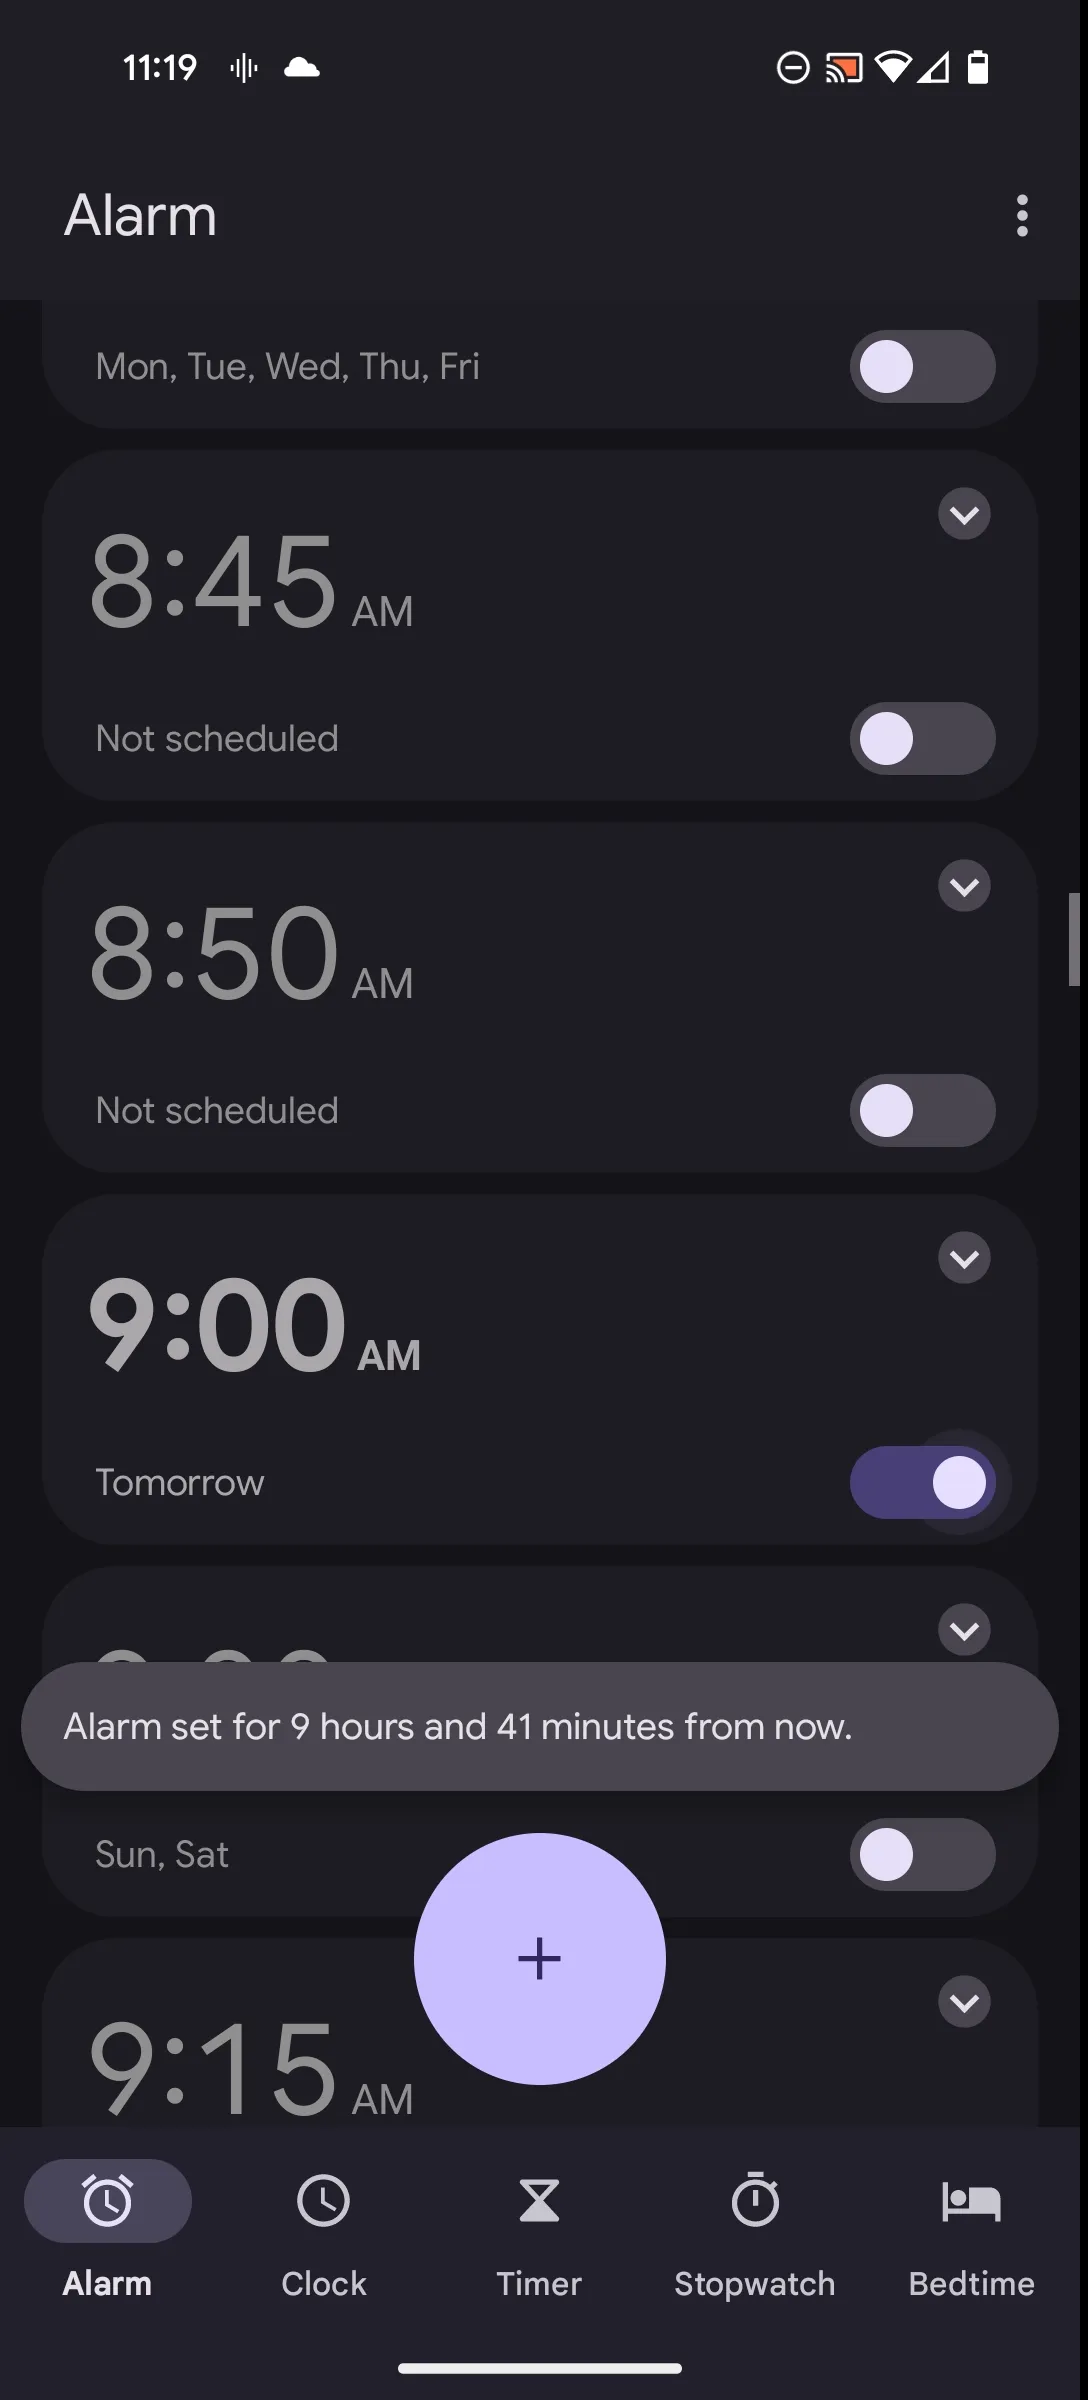 11:19
Alarm
Mon, Tue, Wed, Thu, Fri
8:45 AM
Not scheduled
8:50 AM
Not scheduled
9:00 AM
Tomorrow
Alarm set for 9 hours and 41 minutes from now.
Sun, Sat
9:15 AM
Alarm Clock Timer Stopwatch Bedtime